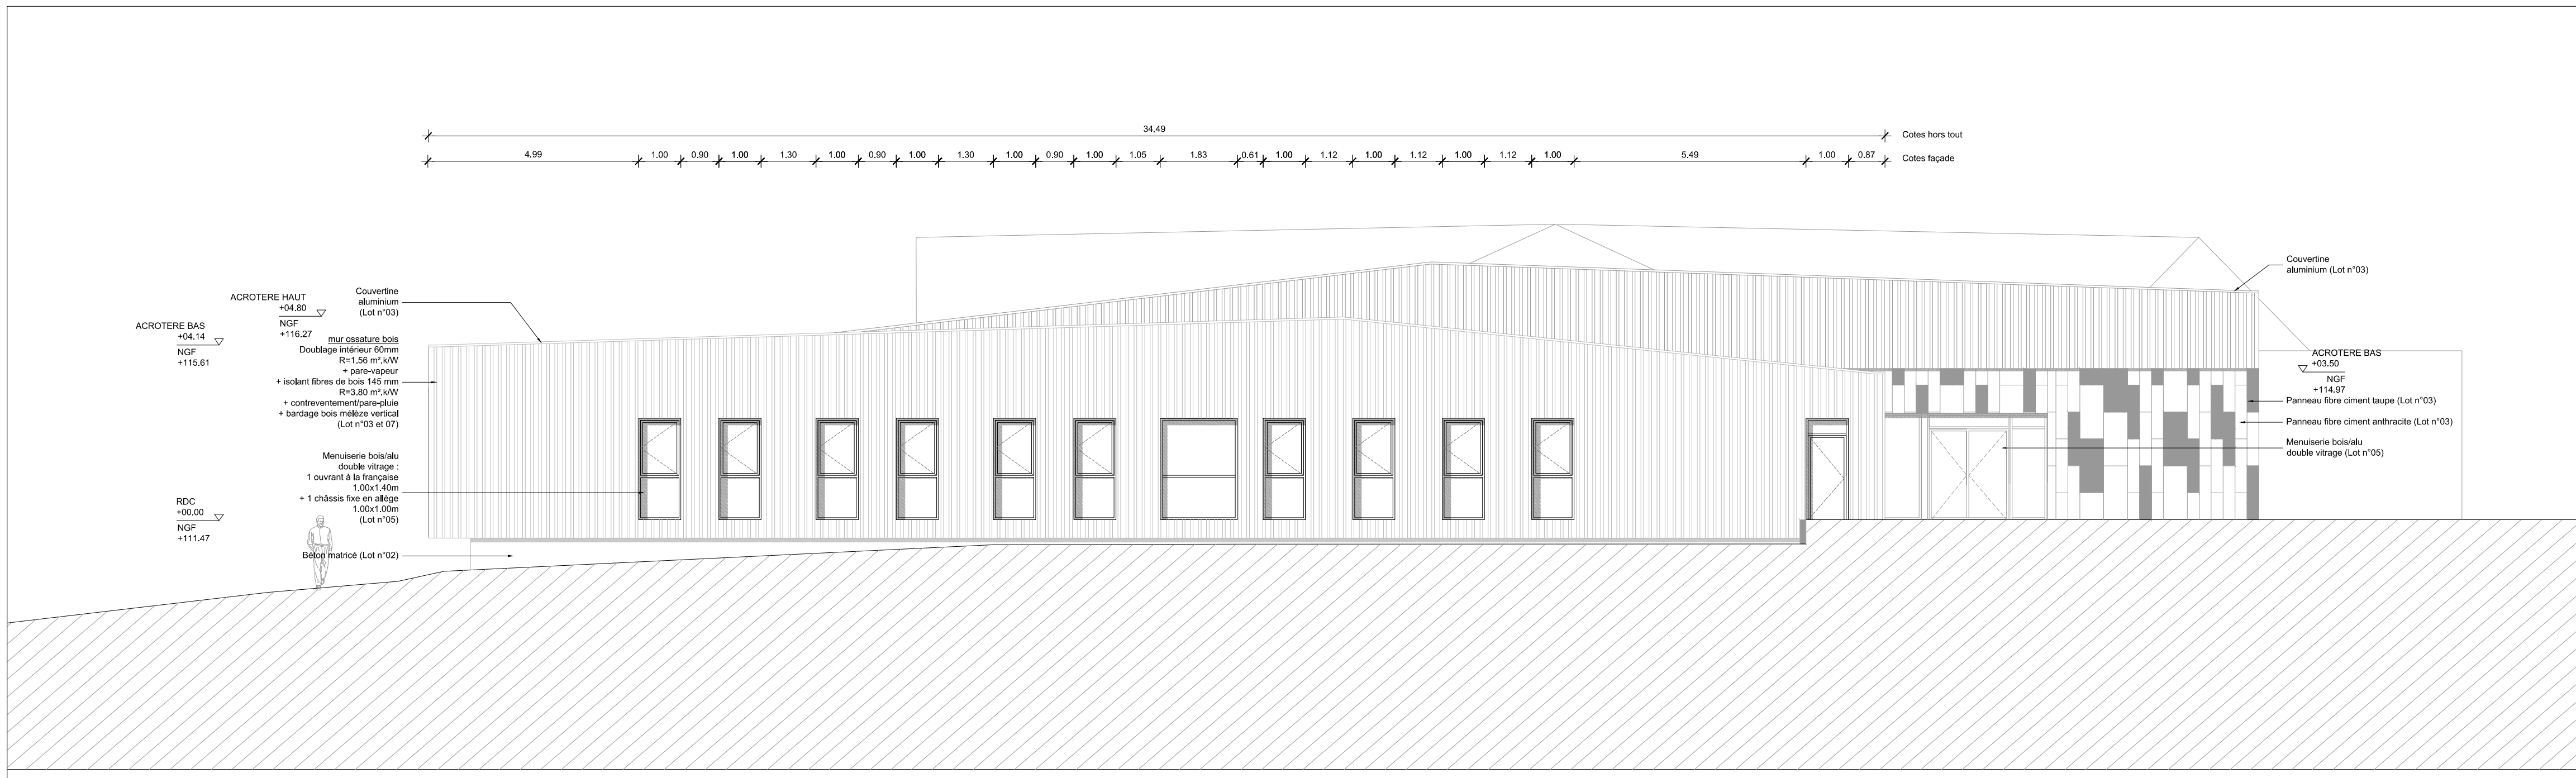 34,49
Cotes hors tout
4.99 1.00 0.90 1.00 1.30 1.00 0.90 1.00 1.30 1.00 0.90 1.00 1.05 1.83 0.61 1.00 1.12 1.00 1.12 1.00 1.12 1.00 5,49 1.00 0.87
Cotes façade
ACROTERE BAS
+04.14
NGF
+115.61
ACROTERE HAUT
+04.80
NGF
+116.27
Couvertine
aluminium
(Lot n°03)
mur ossature bois
Doublage intérieur 60mm
R=1,56 m²,k/W
+ pare-vapeur
+ isolant fibres de bois 145 mm
R=3,80 m²,k/W
+ contreventement/pare-pluie
+ bardage bois mélèze vertical
(Lot n°03 et 07)
Menuiserie bois/alu
double vitrage :
1 ouvrant à la française
1.00x1.40m
+ 1 châssis fixe en allège
1.00x1.00m
(Lot n°05)
RDC
+00,00
NGF
+111.47
Béton matricé (Lot n°02)
Couvertine
aluminium (Lot n°03)
ACROTERE BAS
+03.50
NGF
+114.97
Panneau fibre ciment taupe (Lot n°03)
Panneau fibre ciment anthracite (Lot n°03)
Menuiserie bois/alu
double vitrage (Lot n°05)